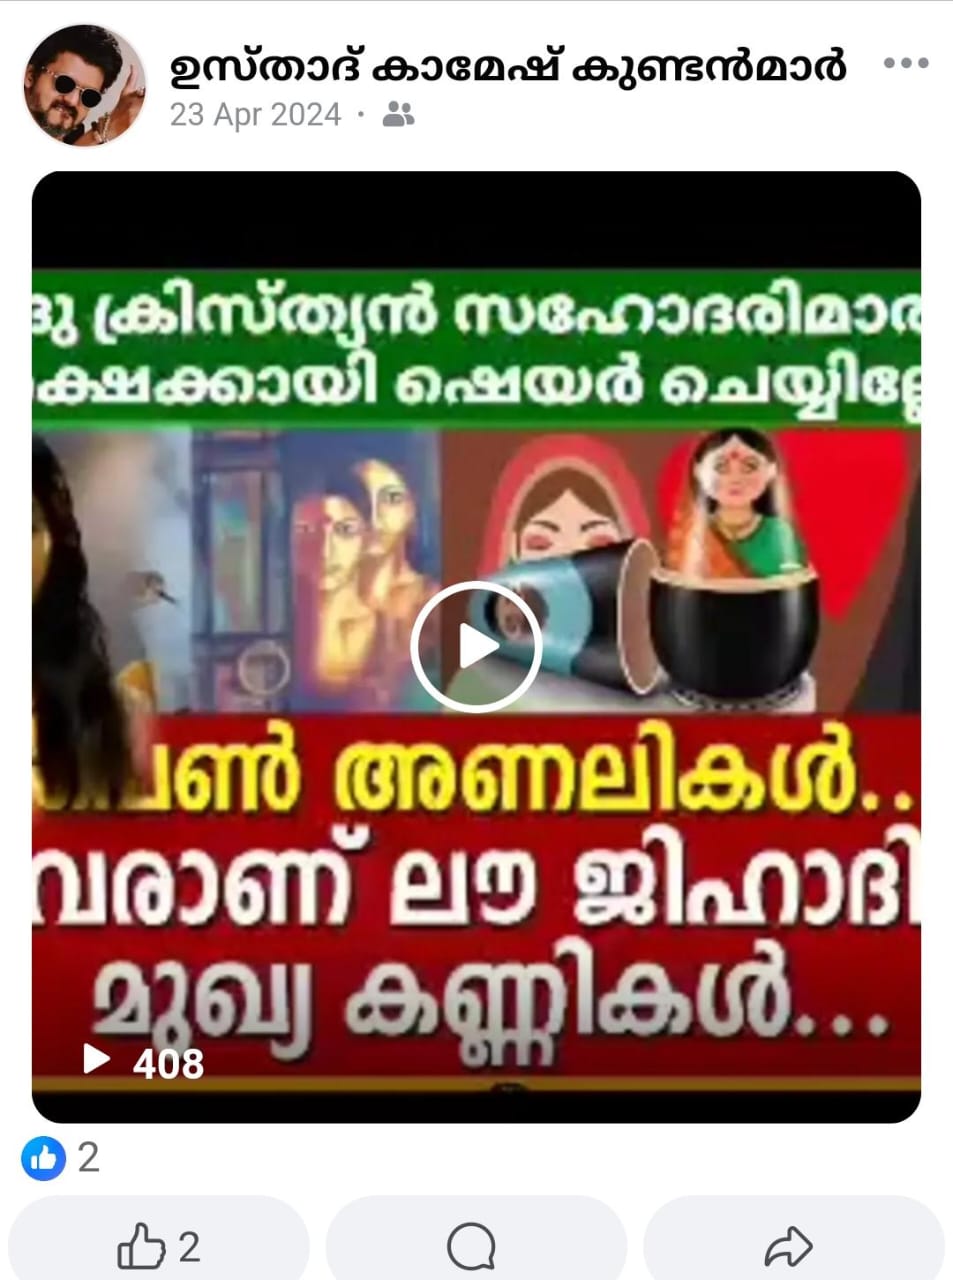 ഉസ്താദ് കാമേഷ് കുണ്ടൻമാർ
23 Apr 2024
ക്രിസ്ത്യൻ സഹോദരിമാര
ക്ഷക്കായി ഷെയർ ചെയ്യില്ലേ
അണലികൾ..
വരാണ് ലൗ ജിഹാദി
മുഖ്യ കണ്ണികൾ...
408
2
2